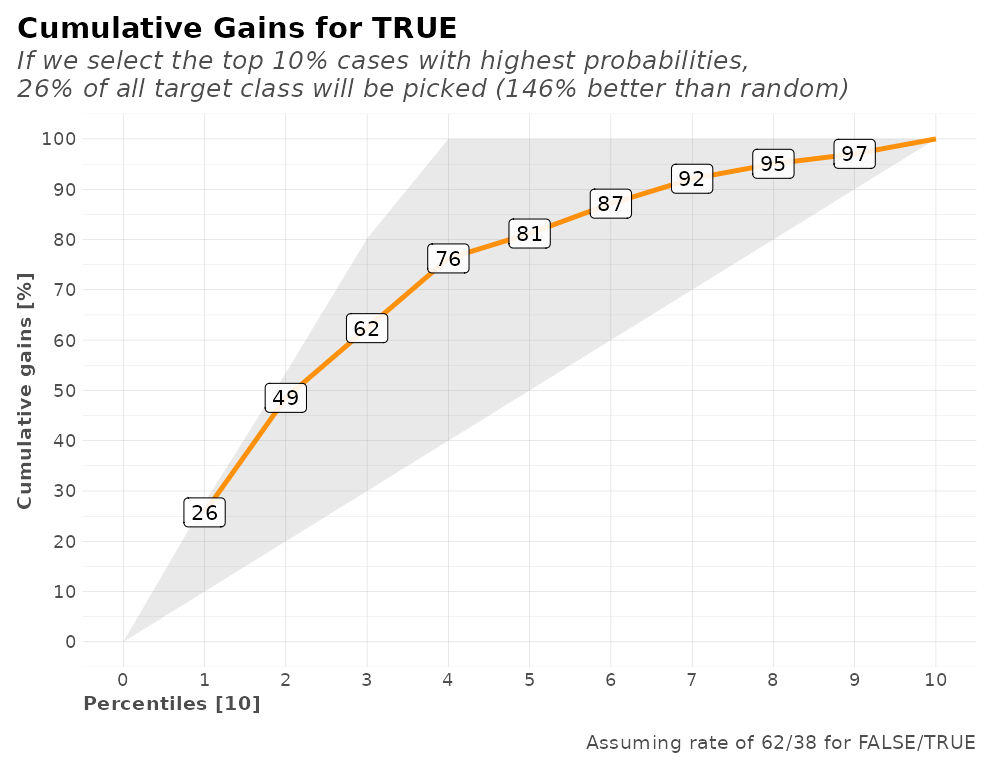 Cumulative Gains for TRUE
If we select the top 10% cases with highest probabilities,
26% of all target class will be picked (146% better than random)
Cumulative gains [%]
100
90
80
70
60
50
40
30
20
10
0
26
49
62
76
81
87
92
95
97
0 1 2 3 4 5 6 7 8 9 10
Percentiles [10]
Assuming rate of 62/38 for FALSE/TRUE